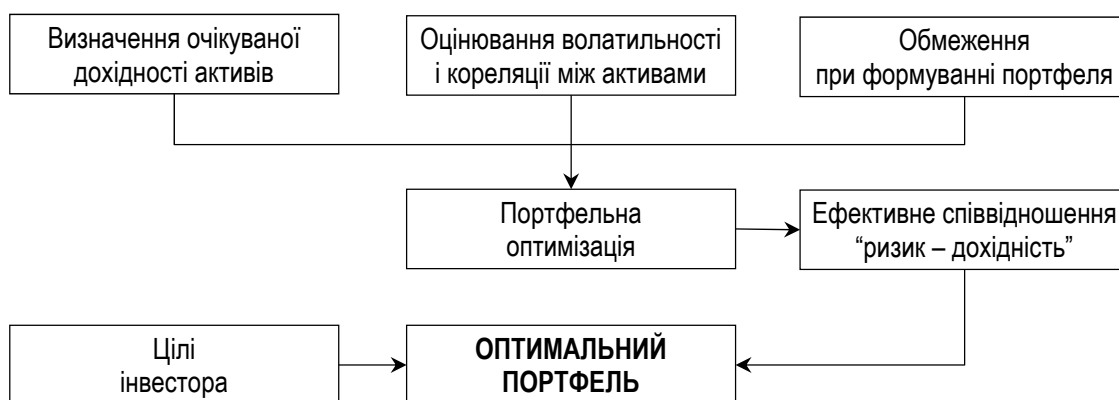 Визначення очікуваної
дохідності активів
Оцінювання волатильності
і кореляції між активами
Обмеження
при формуванні портфеля
Портфельна
оптимізація
Ефективне співвідношення
“ризик – дохідність”
Цілі
інвестора
ОПТИМАЛЬНИЙ
ПОРТФЕЛЬ